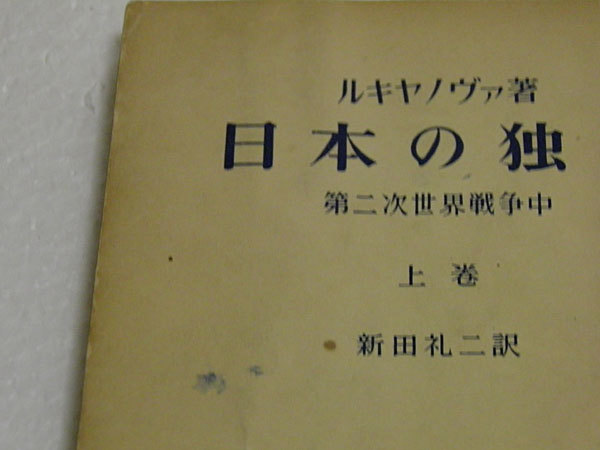 ルキヤノヴァ著
日本の独
第二次世界戦争中
上巻
新田礼二訳